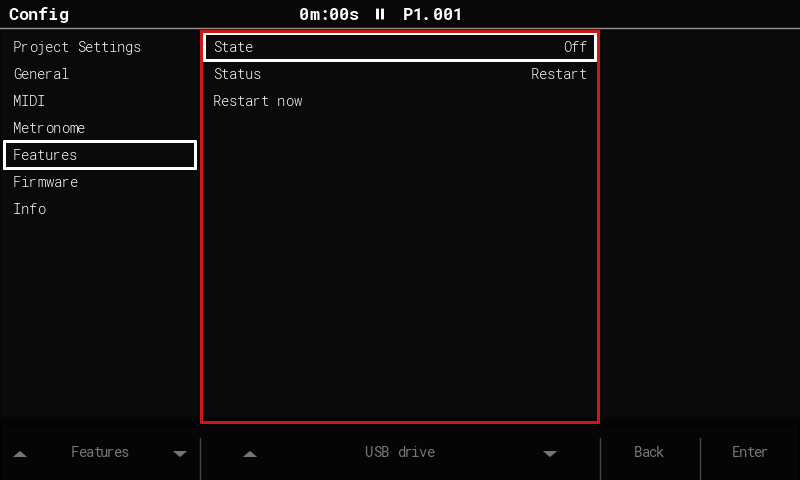 Config 0m:00s P1.001
Project Settings
General
MIDI
Metronome
Features
Firmware
Info
State Off
Status Restart
Restart now
Features USB drive Back Enter